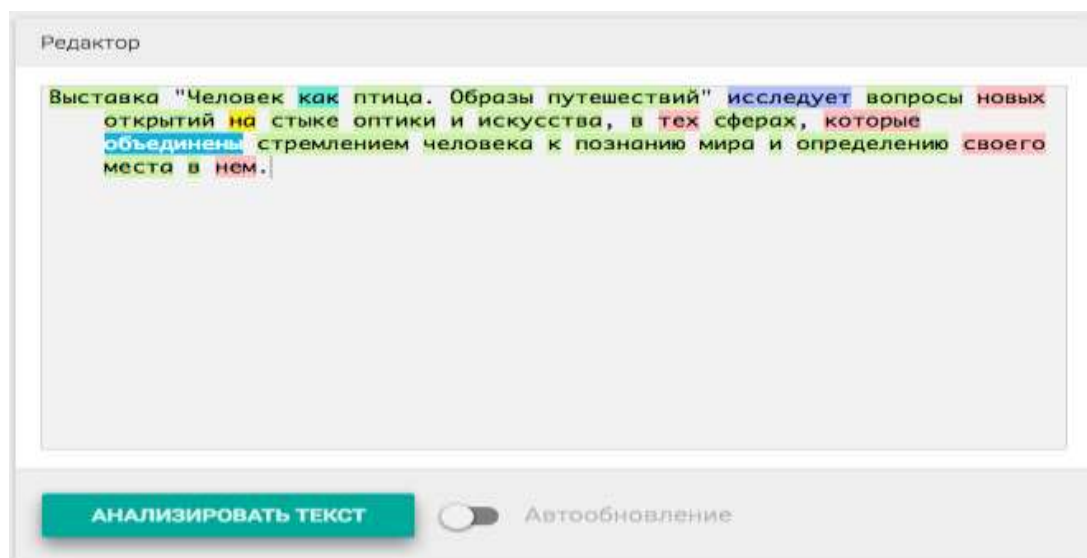 Редактор
Выставка "Человек как птица. Образы путешествий" исследует вопросы новых
открытий на стыке оптики и искусства, в тех сферах, которые
объединены стремлением человека к познанию мира и определению своего
места в нем.
АНАЛИЗИРОВАТЬ ТЕКСТ
Автообновление